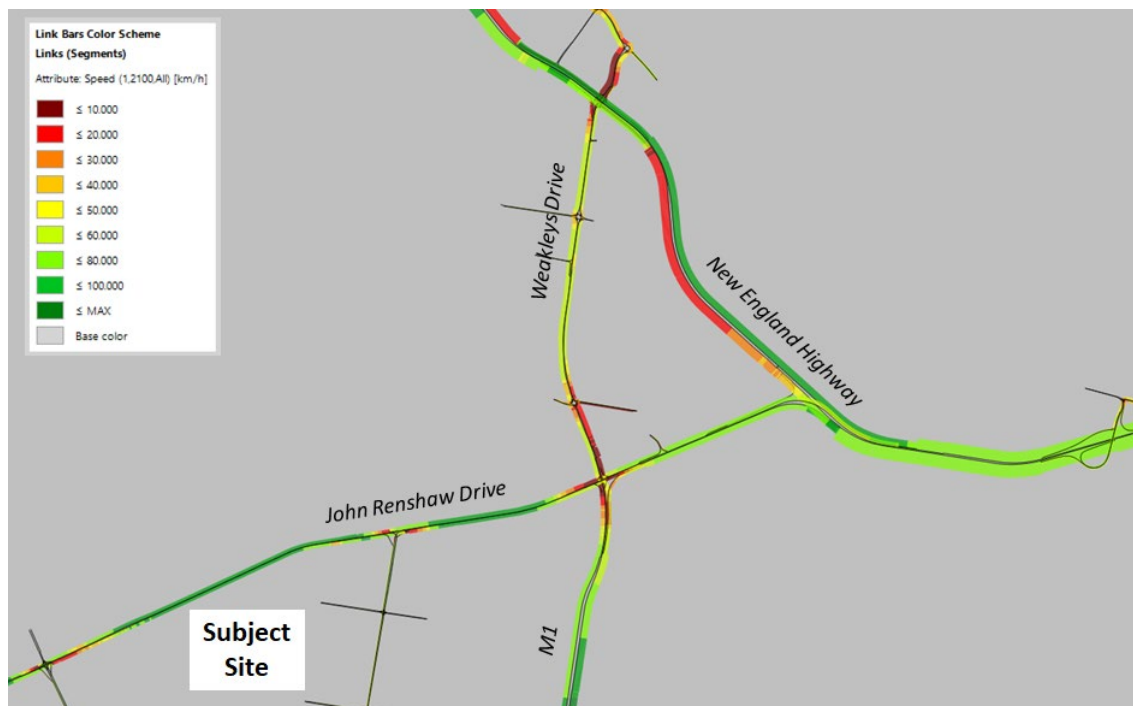 Link Bars Color Scheme
Links (Segments)
Attribute: Speed (1,2100,All) [km/h]
≤ 10.000
≤ 20.000
≤ 30.000
≤ 40.000
≤ 50.000
≤ 60.000
≤ 80.000
≤ 100.000
≤ MAX
Base color
Weakleys Drive
New England Highway
John Renshaw Drive
Subject
Site
M1